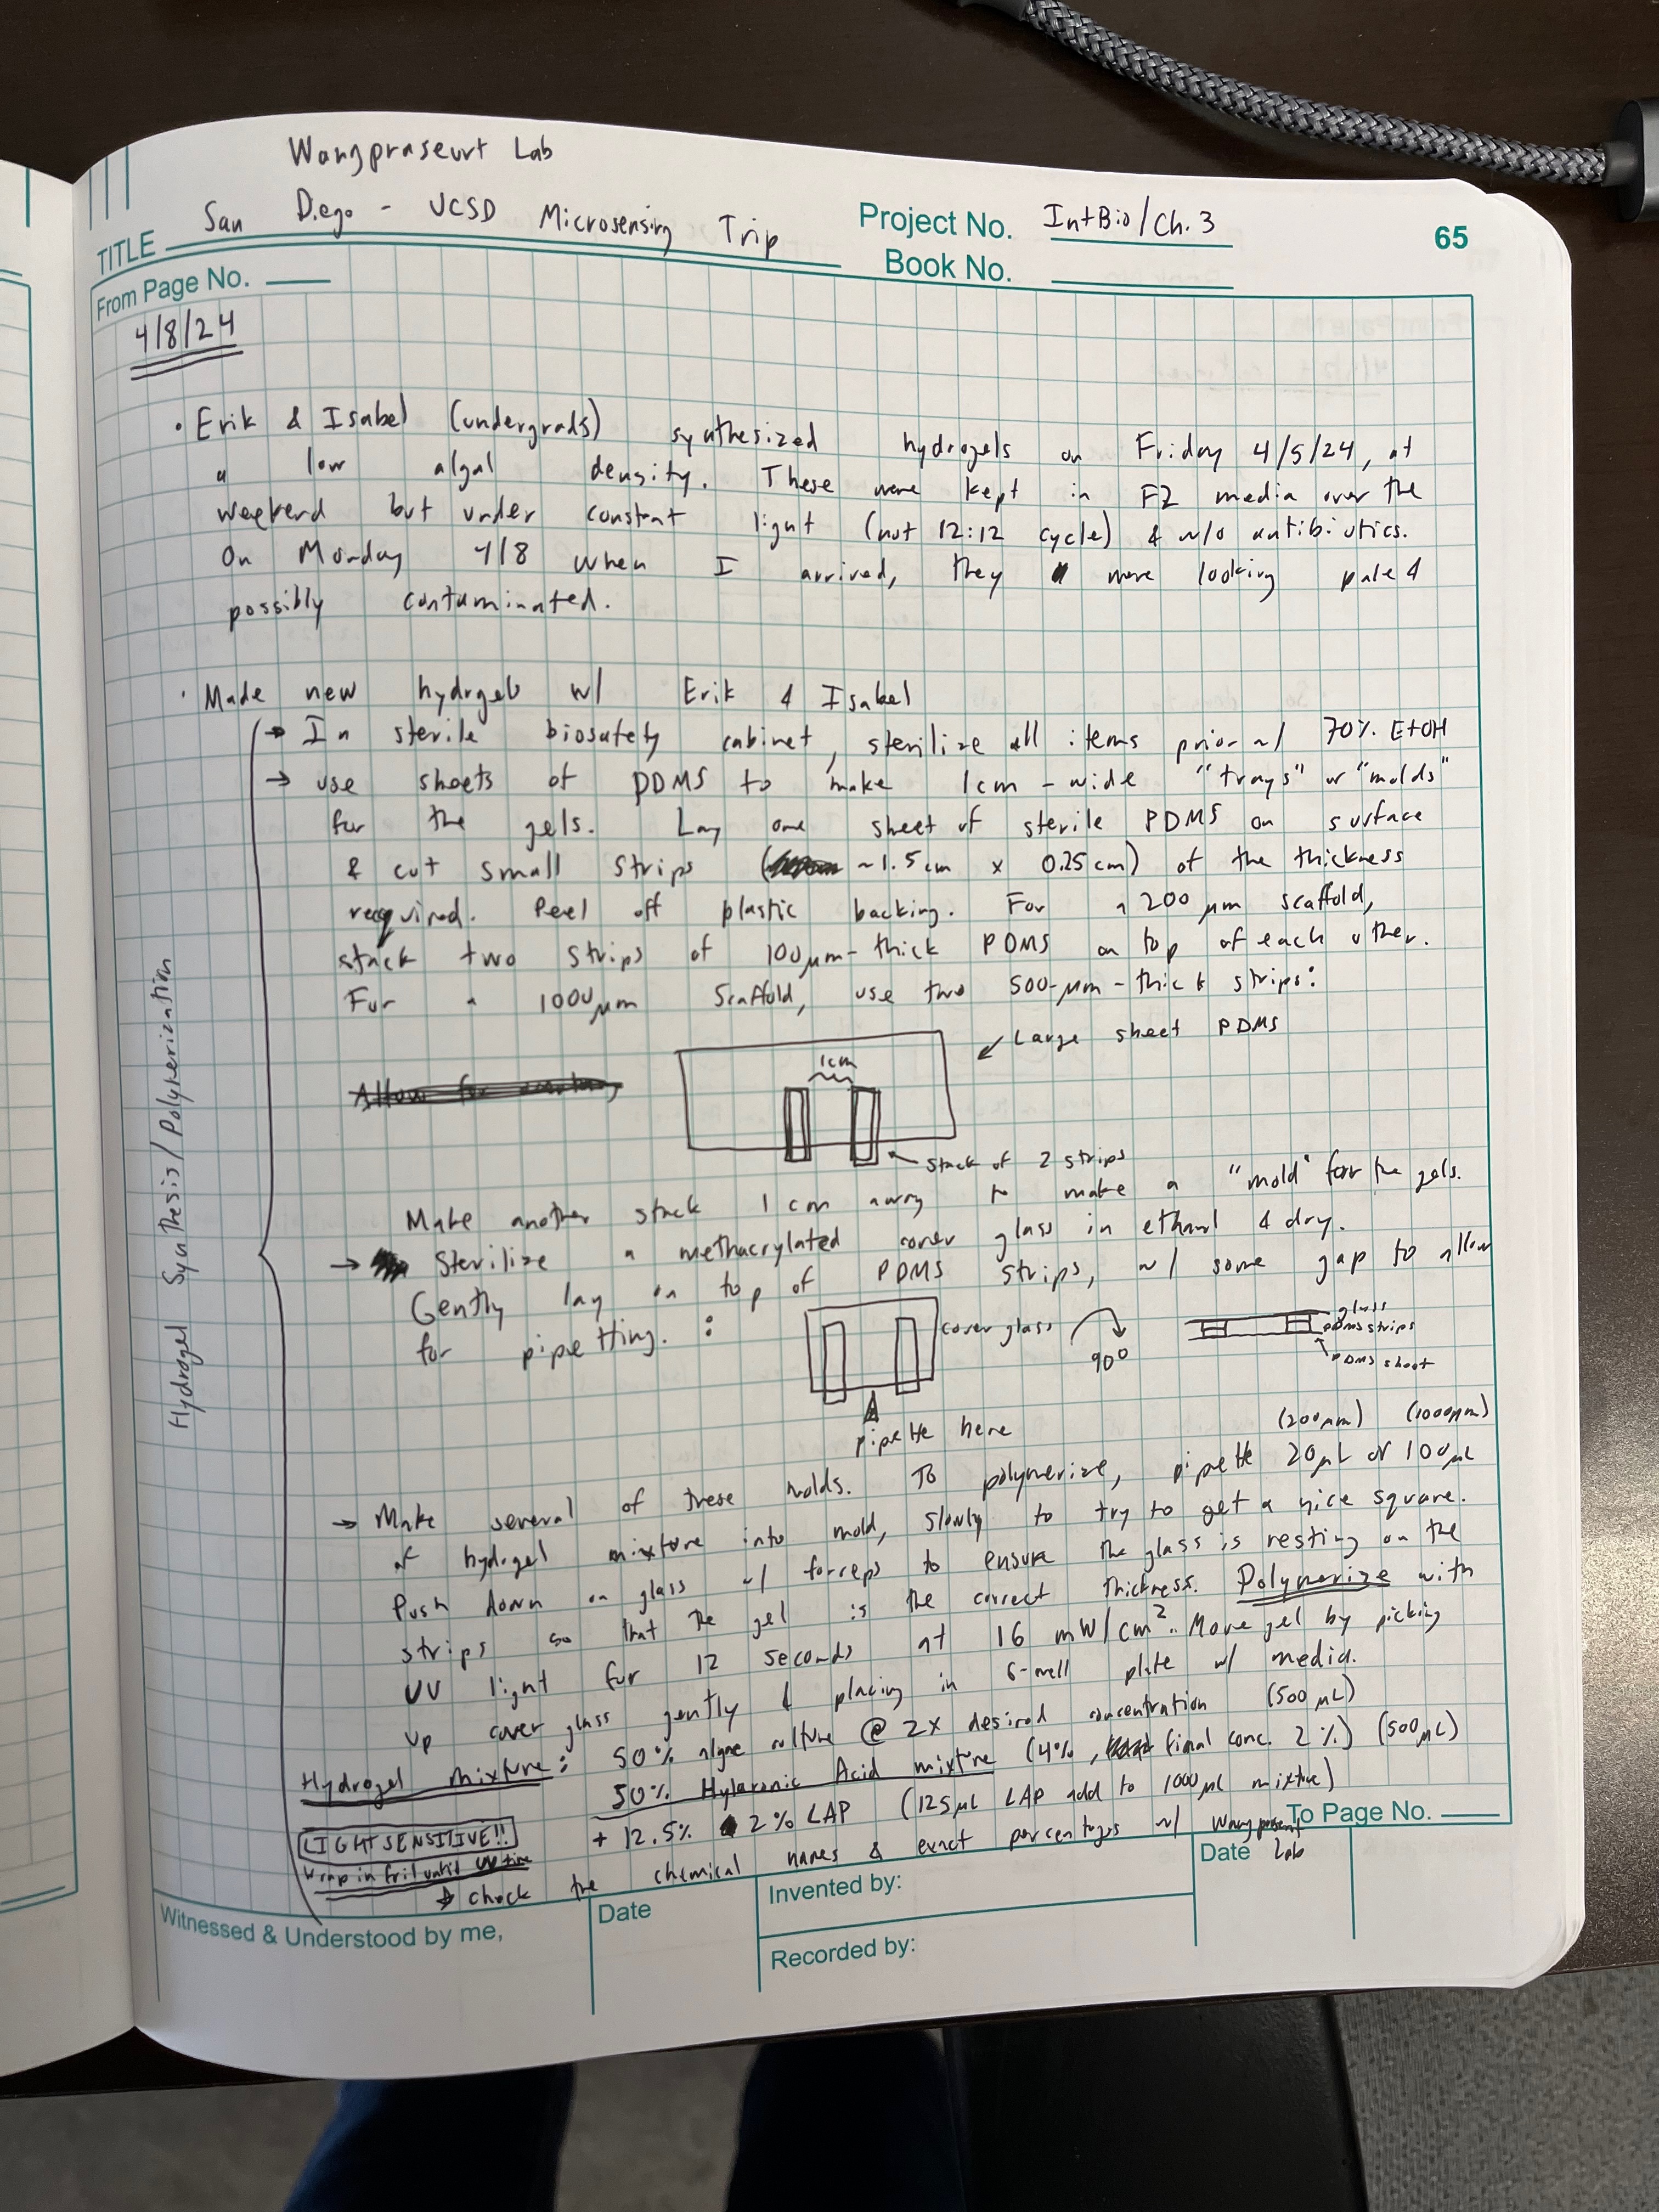 Wangpraseurt Lab
TITLE San Diego - UCSD Microsensing Trip
Project No. IntBio/Ch. 3
Book No.
65
From Page No.
4/8/24
• Erik & Isabel (undergrads) synthesized hydrogels on Friday 4/5/24, at
a low algal density. These were kept in F2 media over the
weekend but under constant light (not 12:12 cycle) & w/o antibiotics.
On Monday 4/8 when I arrived, they were looking pale &
possibly contaminated.
• Made new hydrgels w/ Erik & Isabel
→ In sterile biosafety cabinet, sterilize all items prior w/ 70% EtOH
→ use sheets of PDMS to make 1cm-wide "trays" or "molds"
for the gels. Lay one sheet of sterile PDMS on surface
& cut small strips (~1.5cm x 0.25cm) of the thickness
required. Peel off plastic backing. For a 200 μm scaffold,
stack two strips of 100μm-thick PDMS on top of each other.
For a 1000μm scaffold, use two 500-μm-thick strips:
Large sheet PDMS
1cm
Allow for
stack of 2 strips
Make another stack 1cm away to make a "mold" for the gels.
→ Sterilize a methacrylated cover glass in ethanol & dry.
Gently lay on top of PDMS strips, w/ some gap to allow
for pipetting. :
cover glass
90°
glass
PDMS strips
PDMS sheet
pipette here
(200μm) (1000μm)
→ Make several of these molds. To polymerize, pipette 20μL or 100μL
of hydrogel mixture into mold, slowly to try to get a nice square.
Push down on glass w/ forceps to ensure the glass is resting on the
strips so that the gel is the correct thickness. Polymerize with
UV light for 12 seconds at 16 mW/cm². Move gel by picking
up cover glass gently & placing in 6-well plate w/ media.
Hydrogel mixture: 50% algae culture @ 2x desired concentration (500μL)
50% Hylaronic Acid mixture (4%, final conc. 2%) (500μL)
+ 12.5% 2% LAP (125μL LAP add to 1000μL mixture)
LIGHT SENSITIVE!!
Wrap in foil until UV time
→ check the chemical names & exact percentages w/ Wangpraseurt Lab
Hydrogel Synthesis/Polymerization
To Page No.
Witnessed & Understood by me,
Date
Invented by:
Recorded by:
Date